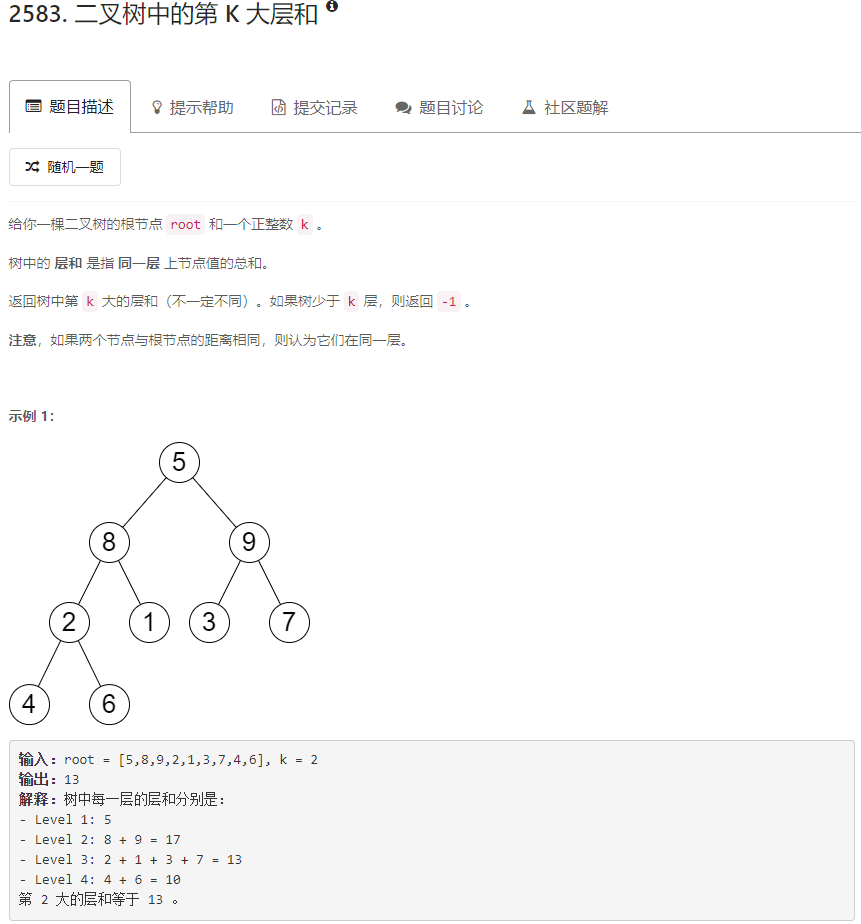 2583. 二叉树中的第 K 大层和
题目描述 提示帮助 提交记录 题目讨论 社区题解
随机一题
给你一棵二叉树的根节点 root 和一个正整数 k 。
树中的 层和 是指 同一层 上节点值的总和。
返回树中第 k 大的层和（不一定不同）。如果树少于 k 层，则返回 -1 。
注意，如果两个节点与根节点的距离相同，则认为它们在同一层。
示例 1：
5
8 9
2 1 3 7
4 6
输入：root = [5,8,9,2,1,3,7,4,6], k = 2
输出：13
解释：树中每一层的层和分别是：
- Level 1: 5
- Level 2: 8 + 9 = 17
- Level 3: 2 + 1 + 3 + 7 = 13
- Level 4: 4 + 6 = 10
第 2 大的层和等于 13 。